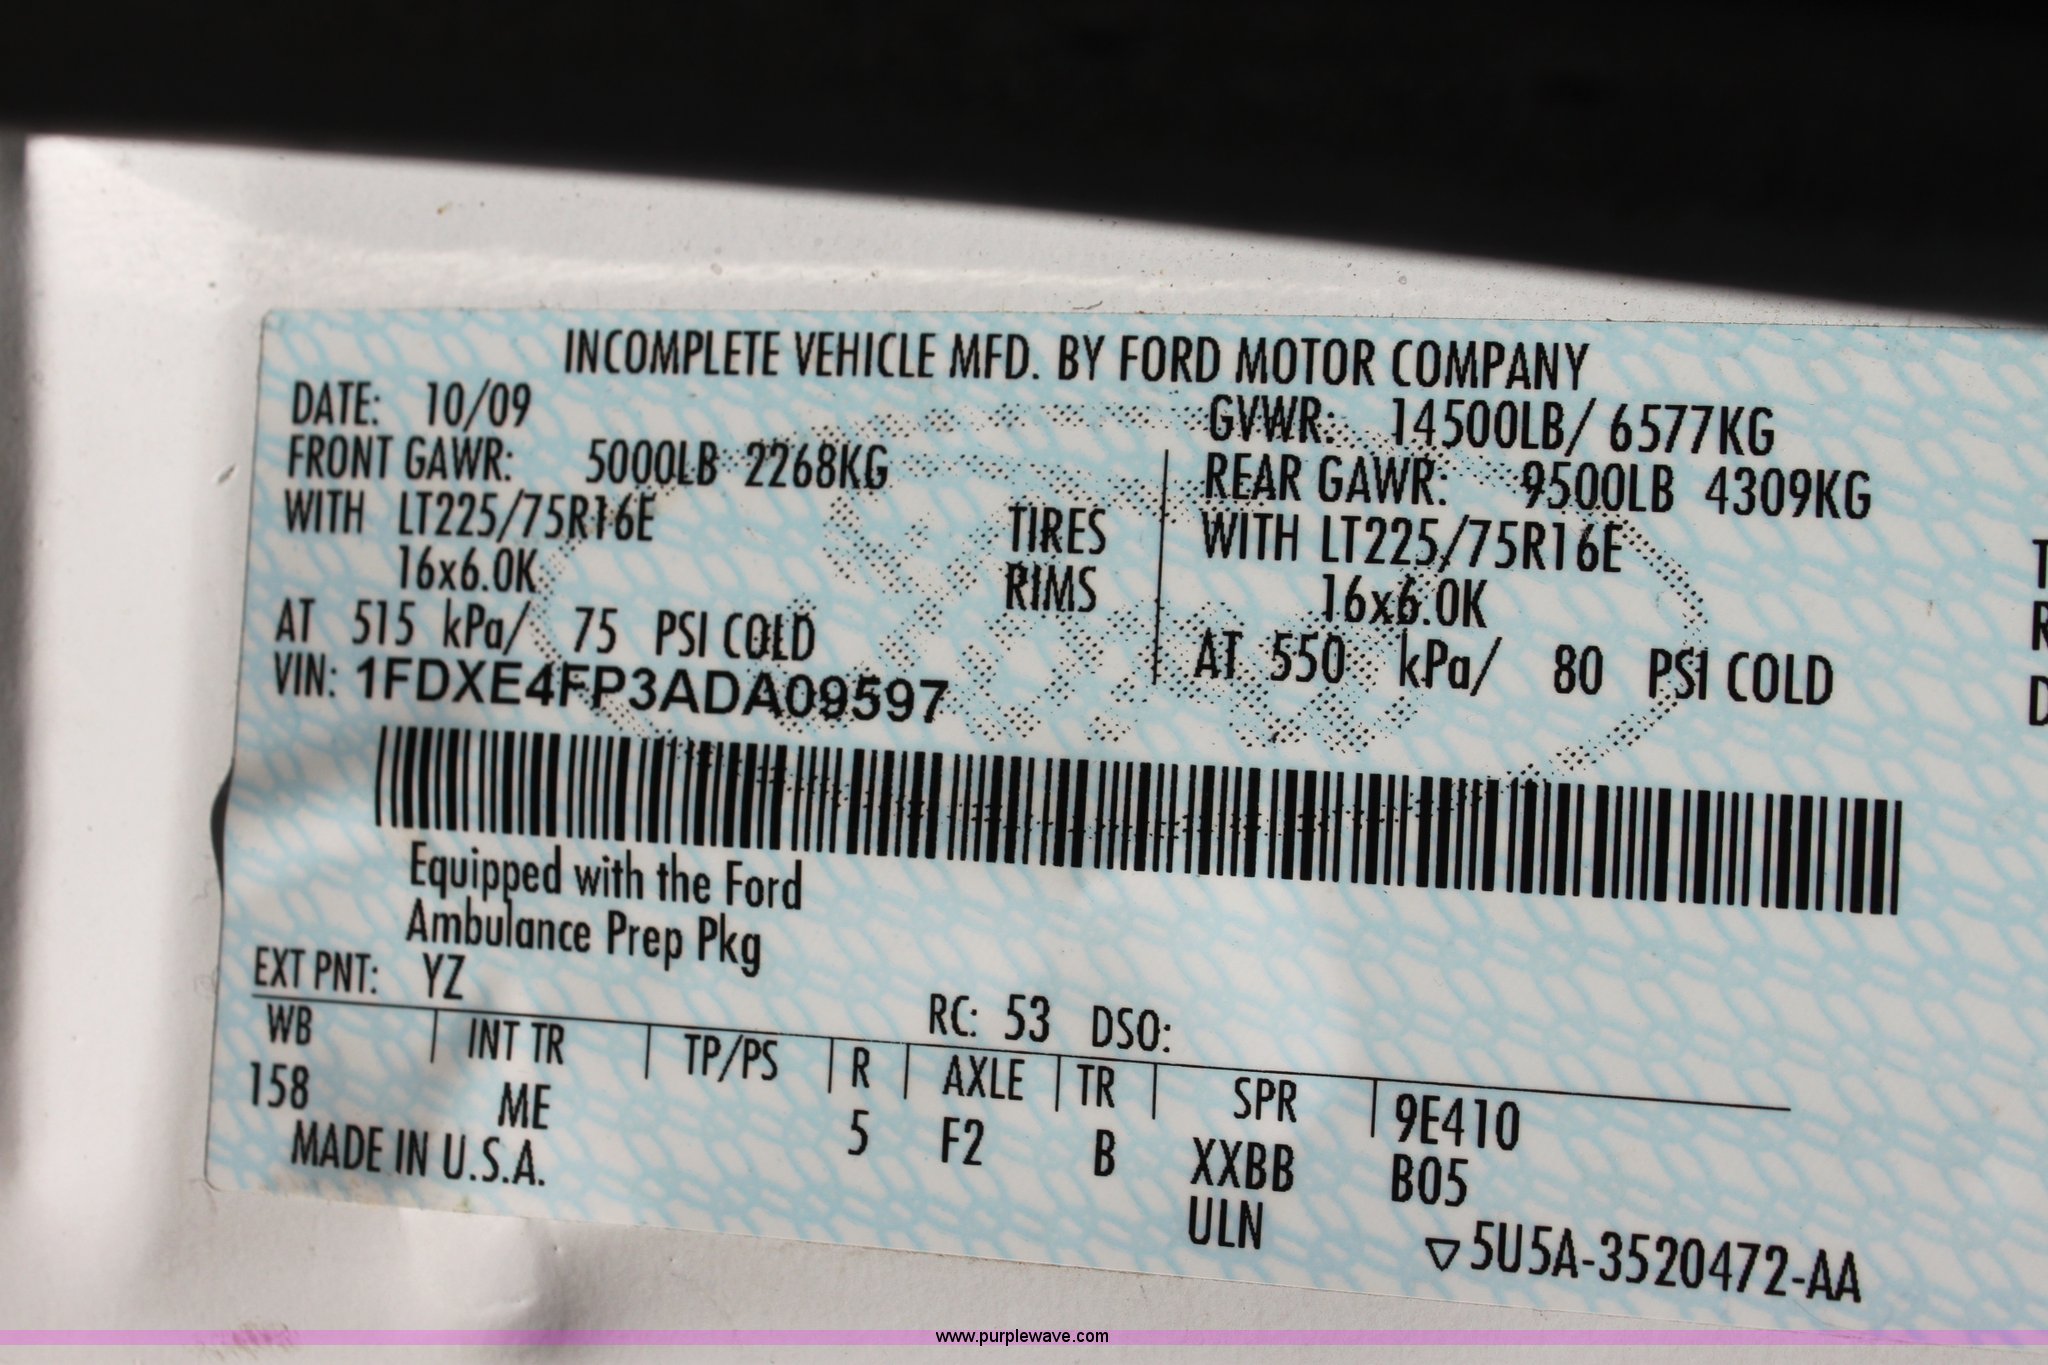 INCOMPLETE VEHICLE MFD. BY FORD MOTOR COMPANY
DATE: 10/09
GVWR: 14500LB/ 6577KG
FRONT GAWR: 5000LB 2268KG
REAR GAWR: 9500LB 4309KG
WITH LT225/75R16E
TIRES
WITH LT225/75R16E
16x6.0K
RIMS
16x6.0K
AT 515 kPa/ 75 PSI COLD
AT 550 kPa/ 80 PSI COLD
VIN: 1FDXE4FP3ADA09597
Equipped with the Ford
Ambulance Prep Pkg
EXT PNT: YZ
RC: 53 DSO:
WB INT TR TP/PS R AXLE TR SPR
9E410
158 ME 5 F2 B XXBB
B05
MADE IN U.S.A.
ULN
▽5U5A-3520472-AA
www.purplewave.com